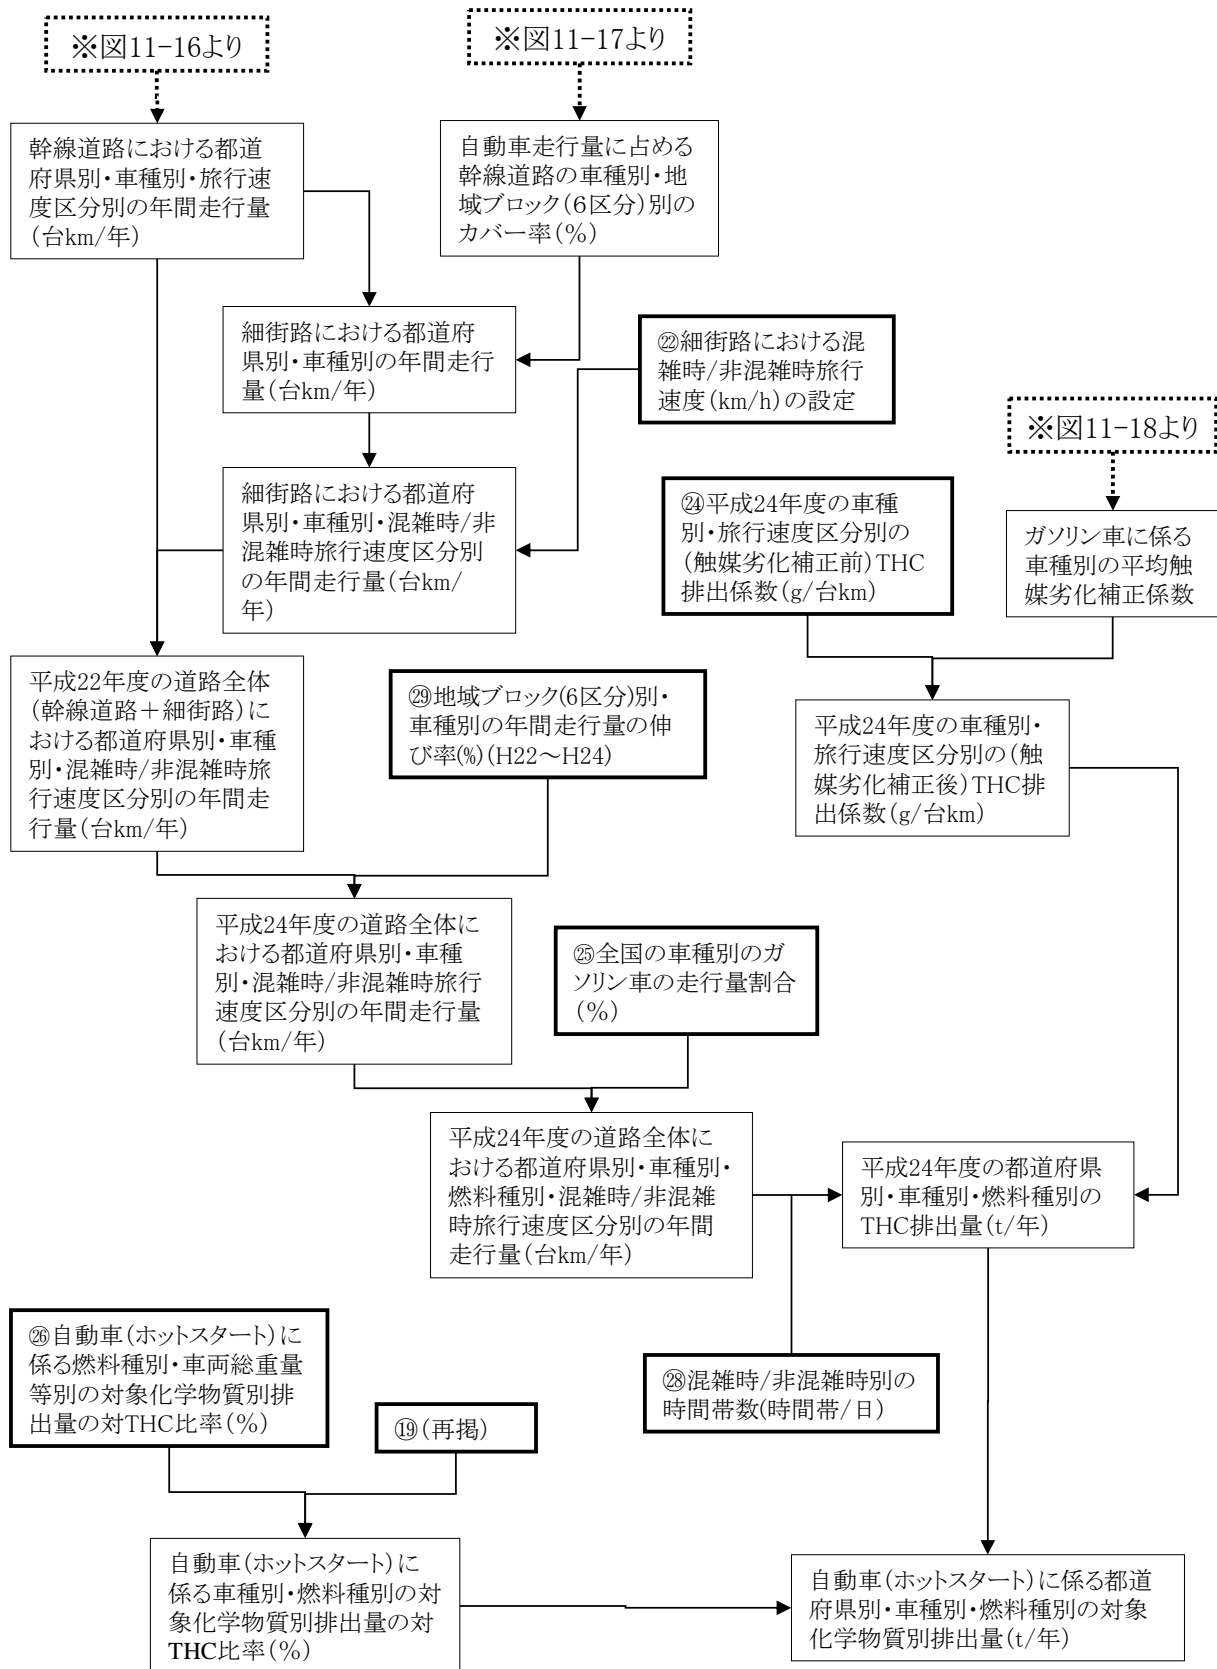 ※図11-16より
※図11-17より
幹線道路における都道
府県別・車種別・旅行速
度区分別の年間走行量
(台km/年)
自動車走行量に占める
幹線道路の車種別・地
域ブロック(6区分)別の
カバー率(%)
細街路における都道府
県別・車種別の年間走行
量(台km/年)
㉒細街路における混
雑時/非混雑時旅行
速度(km/h)の設定
※図11-18より
細街路における都道府
県別・車種別・混雑時/非
混雑時旅行速度区分別
の年間走行量(台km/
年)
㉔平成24年度の車種
別・旅行速度区分別の
(触媒劣化補正前)THC
排出係数(g/台km)
ガソリン車に係る
車種別の平均触
媒劣化補正係数
平成22年度の道路全体
(幹線道路+細街路)に
おける都道府県別・車種
別・混雑時/非混雑時旅
行速度区分別の年間走
行量(台km/年)
㉙地域ブロック(6区分)別・
車種別の年間走行量の伸
び率(%)(H22～H24)
平成24年度の車種別・
旅行速度区分別の(触
媒劣化補正後)THC排
出係数(g/台km)
平成24年度の道路全体に
おける都道府県別・車種
別・混雑時/非混雑時旅行
速度区分別の年間走行量
(台km/年)
㉕全国の車種別のガ
ソリン車の走行量割合
(%)
平成24年度の道路全体に
おける都道府県別・車種別・
燃料種別・混雑時/非混雑
時旅行速度区分別の年間
走行量(台km/年)
平成24年度の都道府県
別・車種別・燃料種別の
THC排出量(t/年)
㉖自動車(ホットスタート)に
係る燃料種別・車両総重量
等別の対象化学物質別排
出量の対THC比率(%)
⑲(再掲)
㉘混雑時/非混雑時別の
時間帯数(時間帯/日)
自動車(ホットスタート)に
係る車種別・燃料種別の対
象化学物質別排出量の対
THC比率(%)
自動車(ホットスタート)に係る都道
府県別・車種別・燃料種別の対象
化学物質別排出量(t/年)